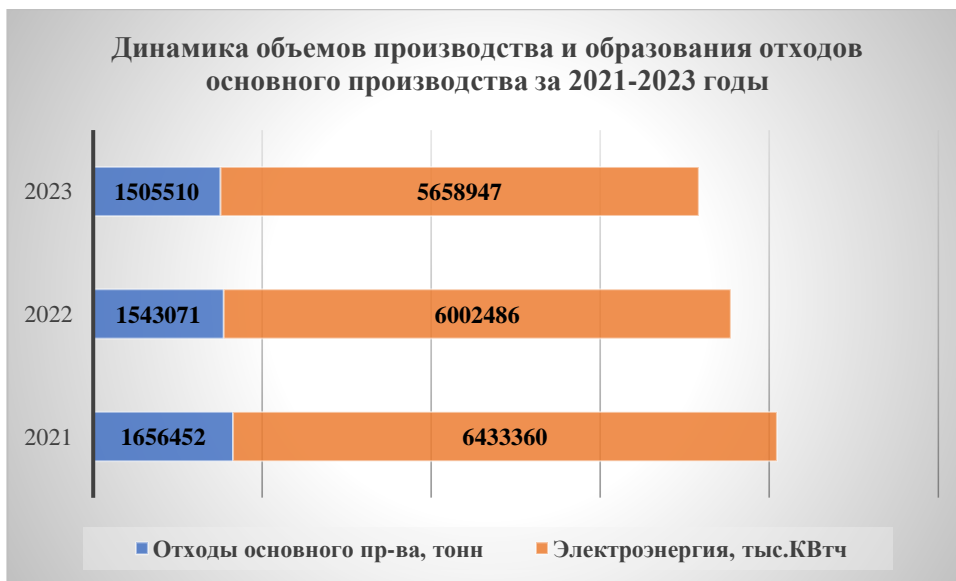 Динамика объемов производства и образования отходов
основного производства за 2021-2023 годы
2023
1505510
5658947
2022
1543071
6002486
2021
1656452
6433360
Отходы основного пр-ва, тонн
Электроэнергия, тыс.КВтч